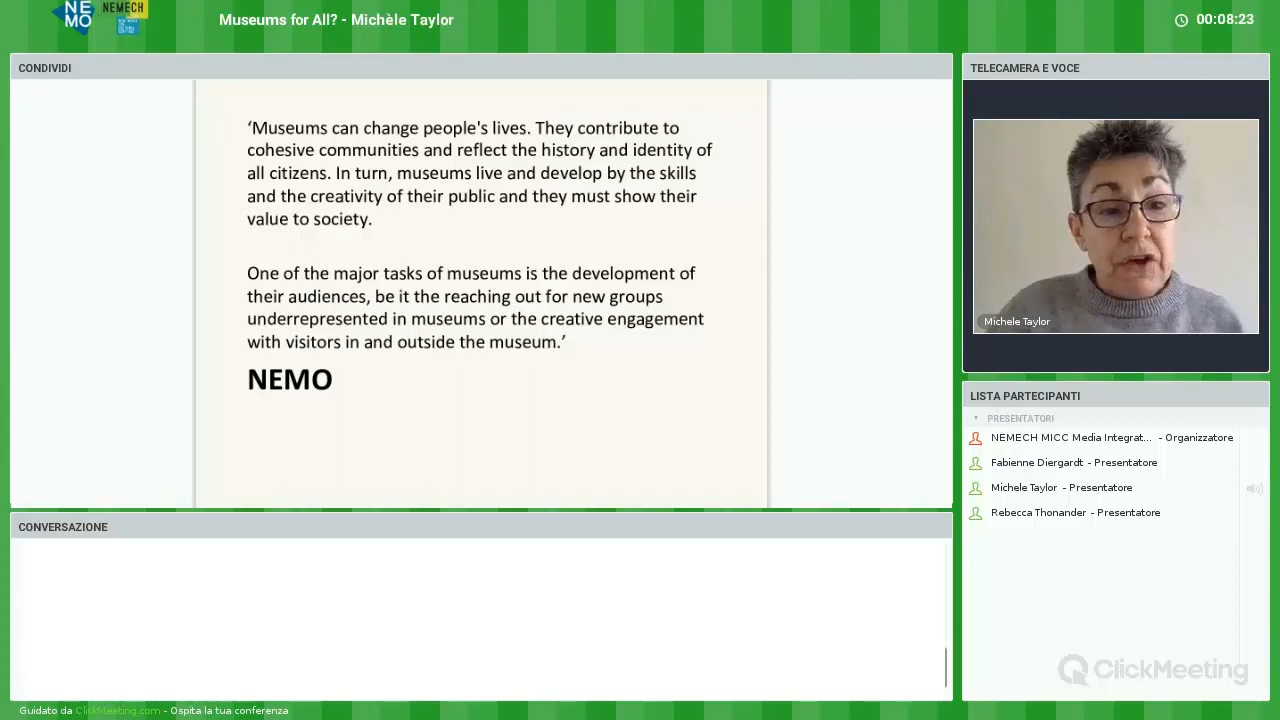 NE
MO
NEMECH
Museums for All? - Michèle Taylor
00:08:23
CONDIVIDI
‘Museums can change people's lives. They contribute to
cohesive communities and reflect the history and identity of
all citizens. In turn, museums live and develop by the skills
and the creativity of their public and they must show their
value to society.
One of the major tasks of museums is the development of
their audiences, be it the reaching out for new groups
underrepresented in museums or the creative engagement
with visitors in and outside the museum.’
NEMO
TELECAMERA E VOCE
Michele Taylor
LISTA PARTECIPANTI
PRESENTATORI
NEMECH MICC Media Integrat... - Organizzatore
Fabienne Diergardt - Presentatore
Michele Taylor - Presentatore
Rebecca Thonander - Presentatore
CONVERSAZIONE
ClickMeeting
Guidato da ClickMeeting.com - Ospita la tua conferenza